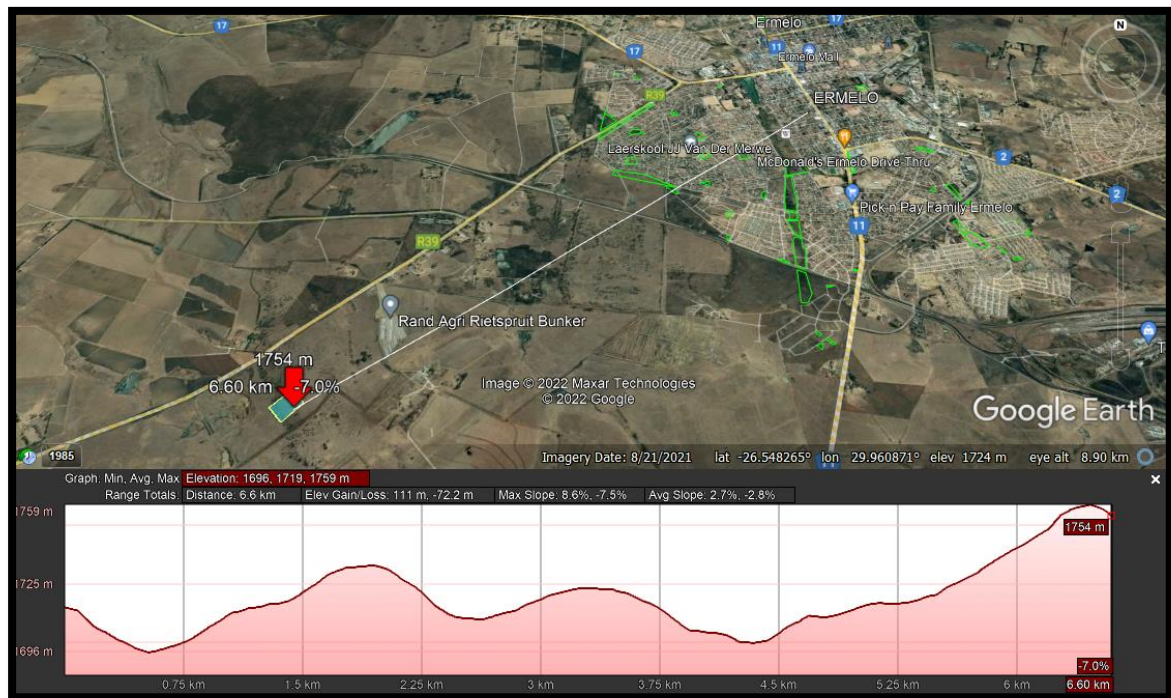 17
17
Ermelo
11
17
Ermelo Mall
N
R39
ERMELO
Laerskool JJ Van Der Merwe
McDonald's Ermelo Drive-Thru
2
2
Pick n Pay Family Ermelo
11
R39
Rand Agri Rietspruit Bunker
1754 m
6.60 km -7.0%
Image © 2022 Maxar Technologies
© 2022 Google
Google Earth
1985
Imagery Date: 8/21/2021 lat -26.548265° lon 29.960871° elev 1724 m eye alt 8.90 km
Graph: Min, Avg, Max Elevation: 1696, 1719, 1759 m
Range Totals: Distance: 6.6 km Elev Gain/Loss: 111 m, -72.2 m Max Slope: 8.6%, -7.5% Avg Slope: 2.7%, -2.8%
1759 m
1754 m
1725 m
1696 m
-7.0%
0.75 km 1.5 km 2.25 km 3 km 3.75 km 4.5 km 5.25 km 6 km 6.60 km